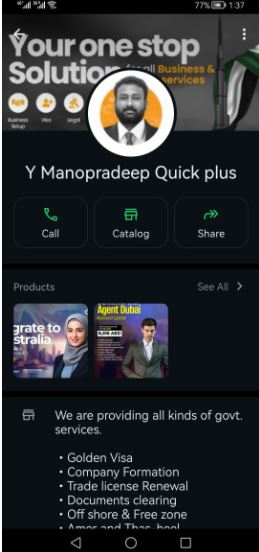 77% 1:37
Your one stop
Solution for all Business &
services
Business Setup
Visa
Legal
Y Manopradeep Quick plus
Call
Catalog
Share
Products
See All
grate to
stralia
Agent Dubai
We are providing all kinds of govt.
services.
• Golden Visa
• Company Formation
• Trade license Renewal
• Documents clearing
• Off shore & Free zone
• Amer and Thas-heel